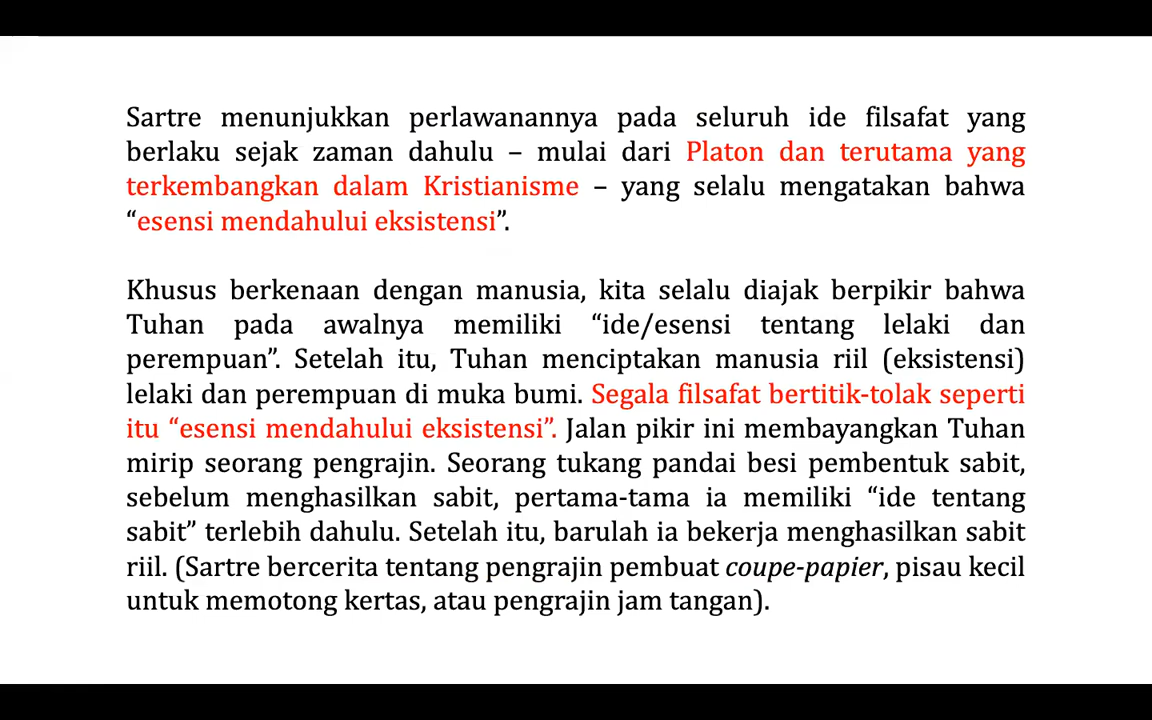 Sartre menunjukkan perlawanannya pada seluruh ide filsafat yang
berlaku sejak zaman dahulu – mulai dari Platon dan terutama yang
terkembangkan dalam Kristianisme – yang selalu mengatakan bahwa
“esensi mendahului eksistensi”.
Khusus berkenaan dengan manusia, kita selalu diajak berpikir bahwa
Tuhan pada awalnya memiliki “ide/esensi tentang lelaki dan
perempuan”. Setelah itu, Tuhan menciptakan manusia riil (eksistensi)
lelaki dan perempuan di muka bumi. Segala filsafat bertitik-tolak seperti
itu “esensi mendahului eksistensi”. Jalan pikir ini membayangkan Tuhan
mirip seorang pengrajin. Seorang tukang pandai besi pembentuk sabit,
sebelum menghasilkan sabit, pertama-tama ia memiliki “ide tentang
sabit” terlebih dahulu. Setelah itu, barulah ia bekerja menghasilkan sabit
riil. (Sartre bercerita tentang pengrajin pembuat coupe-papier, pisau kecil
untuk memotong kertas, atau pengrajin jam tangan).